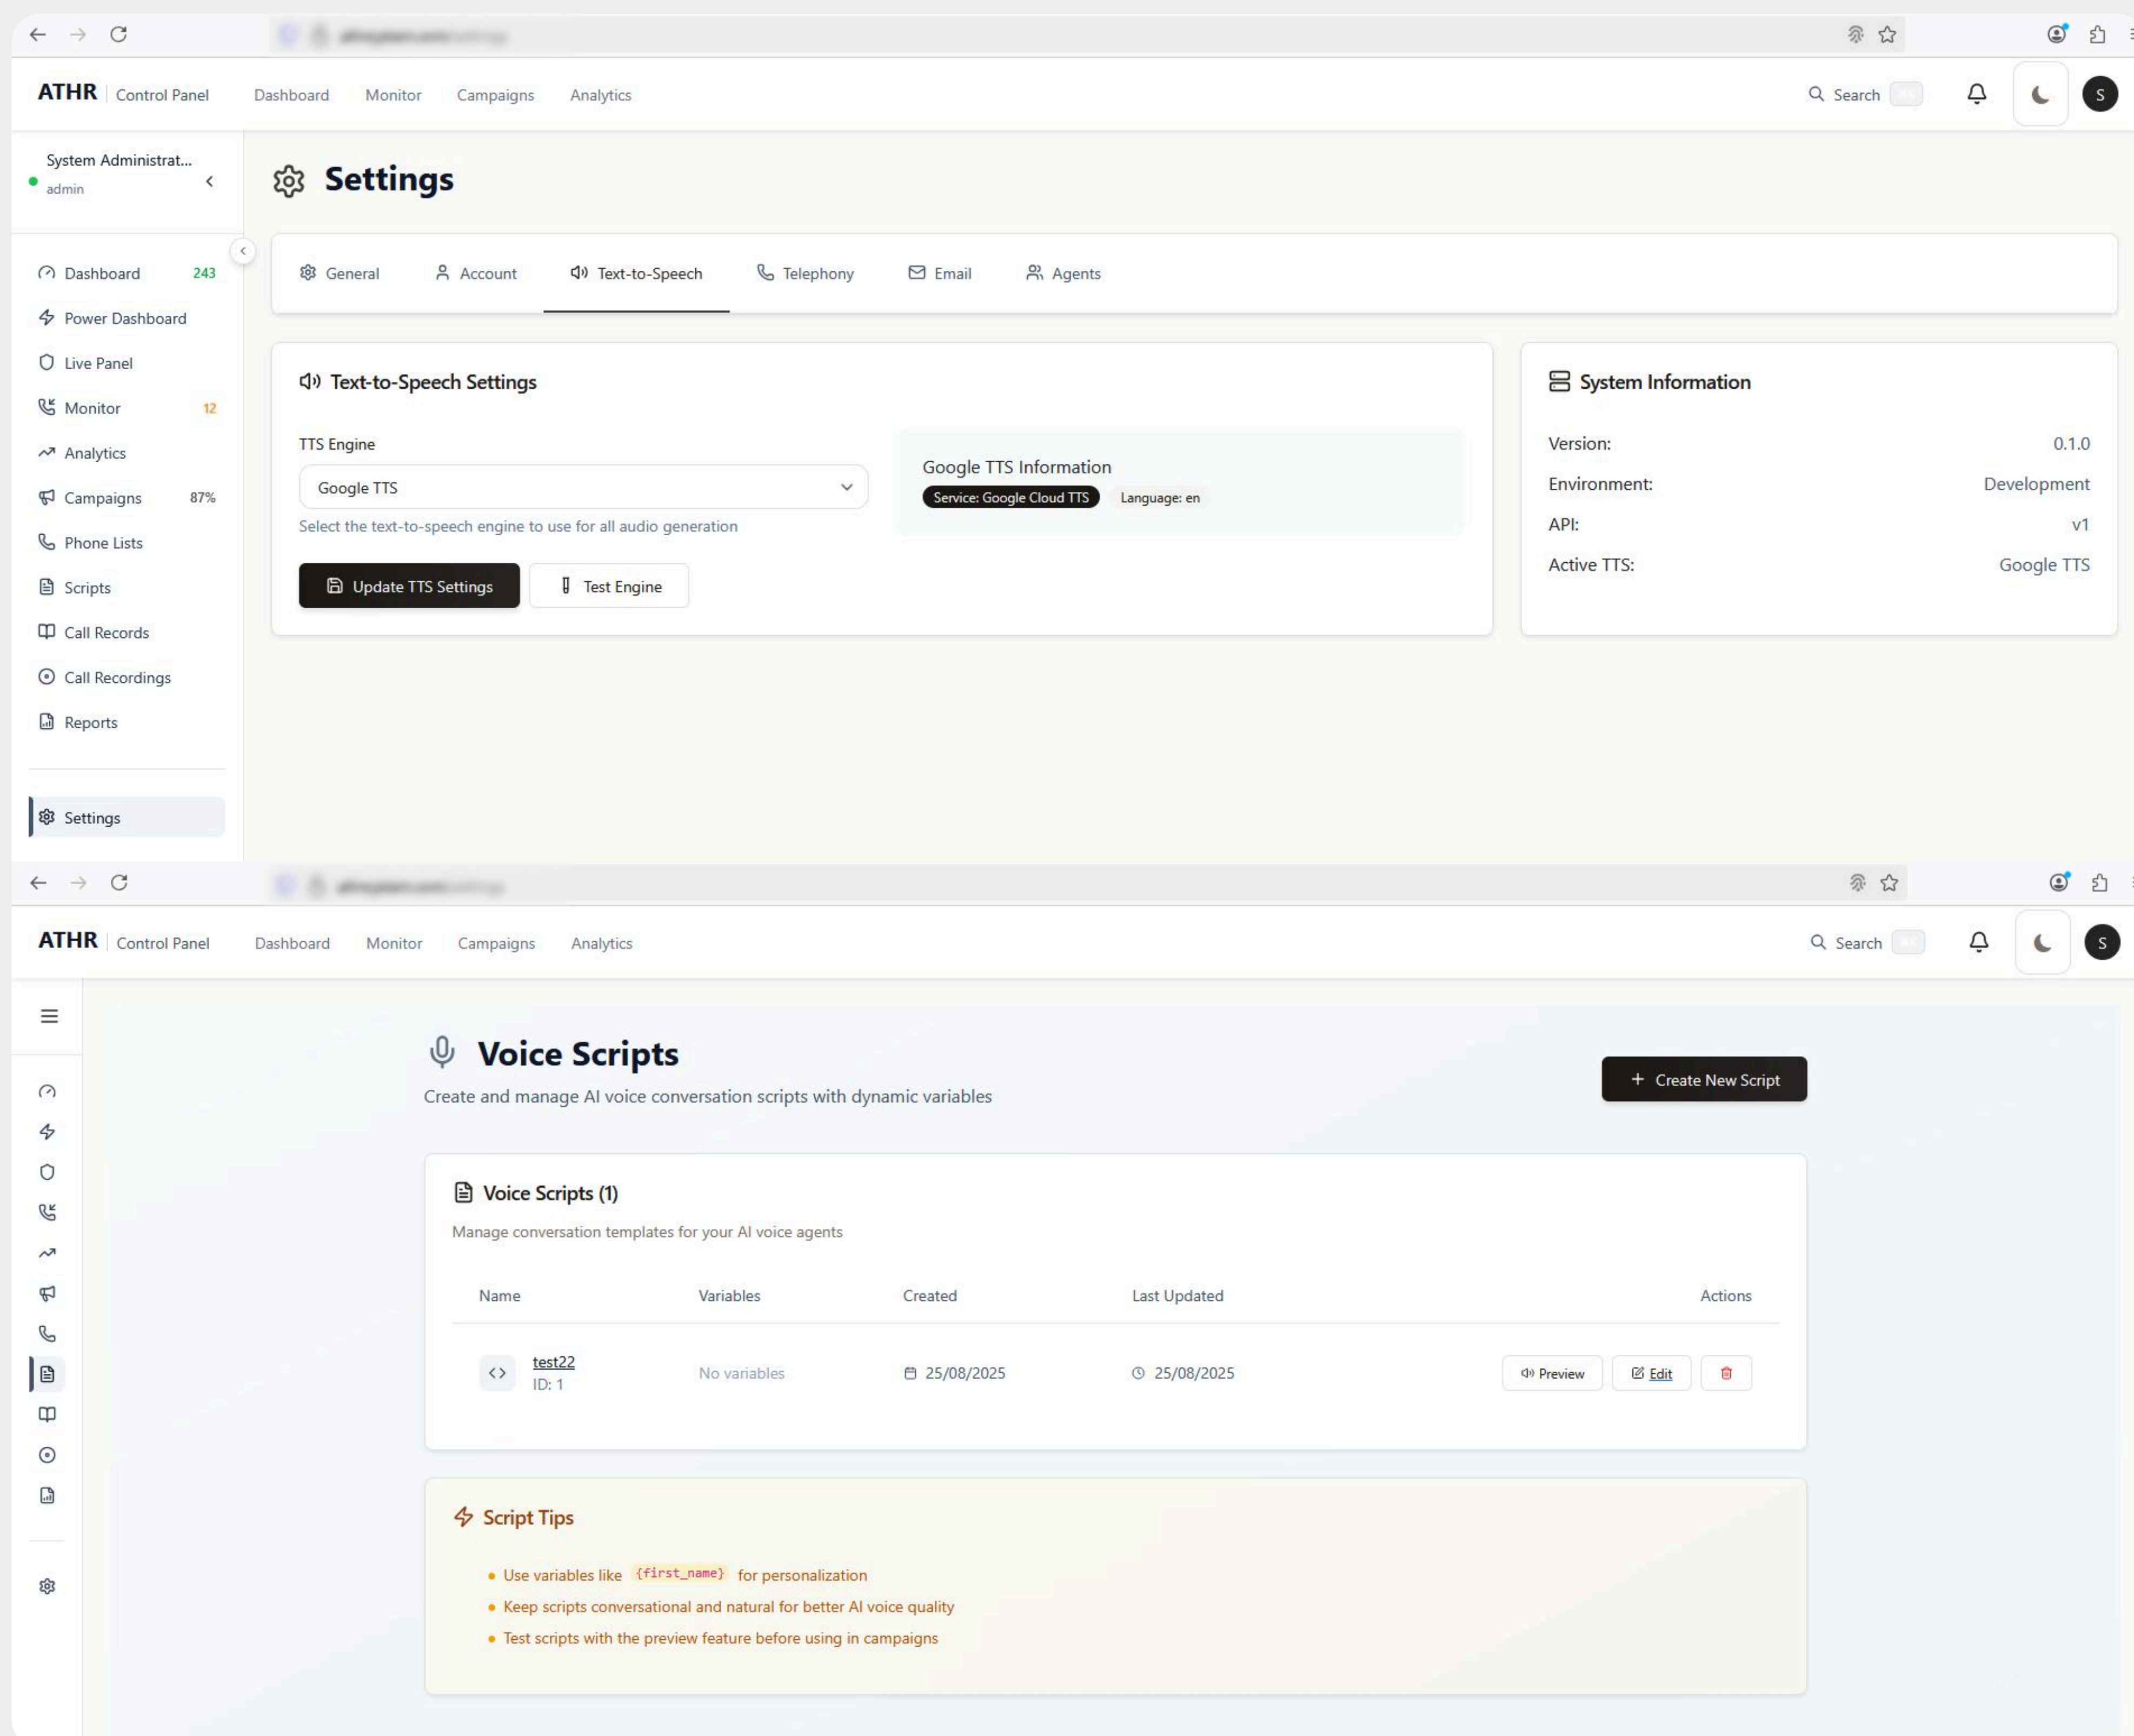 ATHR | Control Panel Dashboard Monitor Campaigns Analytics Search S
System Administrat...
admin
Dashboard 243
Power Dashboard
Live Panel
Monitor 12
Analytics
Campaigns 87%
Phone Lists
Scripts
Call Records
Call Recordings
Reports
Settings
Settings
General Account Text-to-Speech Telephony Email Agents
Text-to-Speech Settings
TTS Engine
Google TTS
Select the text-to-speech engine to use for all audio generation
Update TTS Settings Test Engine
Google TTS Information
Service: Google Cloud TTS Language: en
System Information
Version: 0.1.0
Environment: Development
API: v1
Active TTS: Google TTS
ATHR | Control Panel Dashboard Monitor Campaigns Analytics Search S
Voice Scripts
Create and manage AI voice conversation scripts with dynamic variables
+ Create New Script
Voice Scripts (1)
Manage conversation templates for your AI voice agents
Name Variables Created Last Updated Actions
test22
ID: 1
No variables 25/08/2025 25/08/2025 Preview Edit
Script Tips
• Use variables like {first_name} for personalization
• Keep scripts conversational and natural for better AI voice quality
• Test scripts with the preview feature before using in campaigns